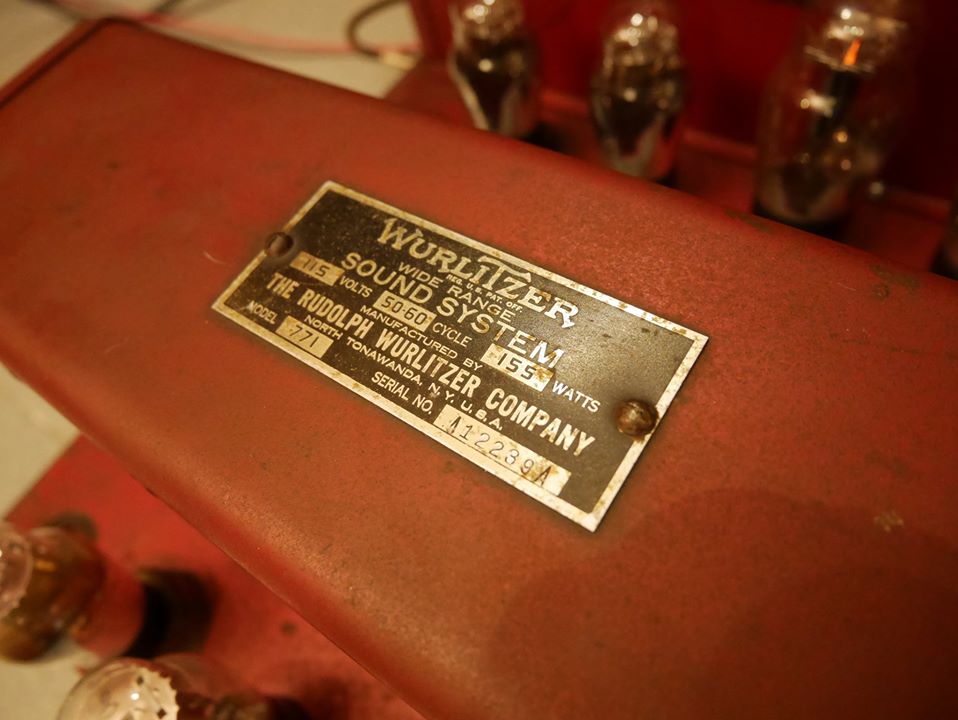 WURLITZER
REG. U.S. PAT. OFF.
WIDE RANGE
SOUND SYSTEM
115 VOLTS 50-60 CYCLE 155 WATTS
MANUFACTURED BY
THE RUDOLPH WURLITZER COMPANY
NORTH TONAWANDA, N.Y. U.S.A.
MODEL 771 SERIAL NO. A12239A